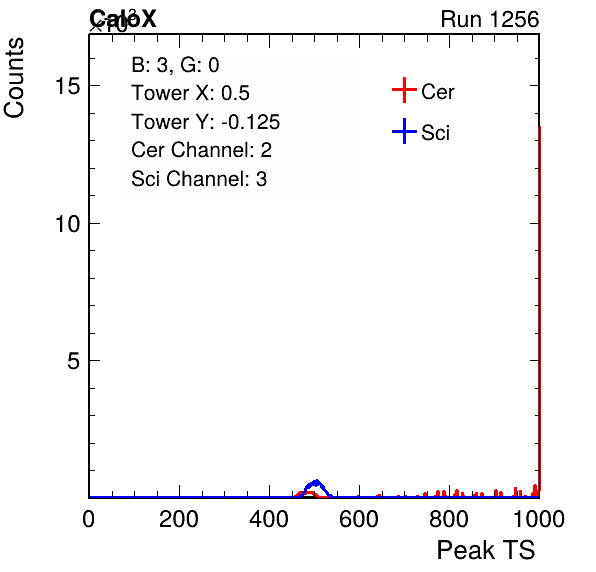 CaloX
×10³
Run 1256
Counts
B: 3, G: 0
Tower X: 0.5
Tower Y: -0.125
Cer Channel: 2
Sci Channel: 3
Cer
Sci
15
10
5
0 200 400 600 800 1000
Peak TS